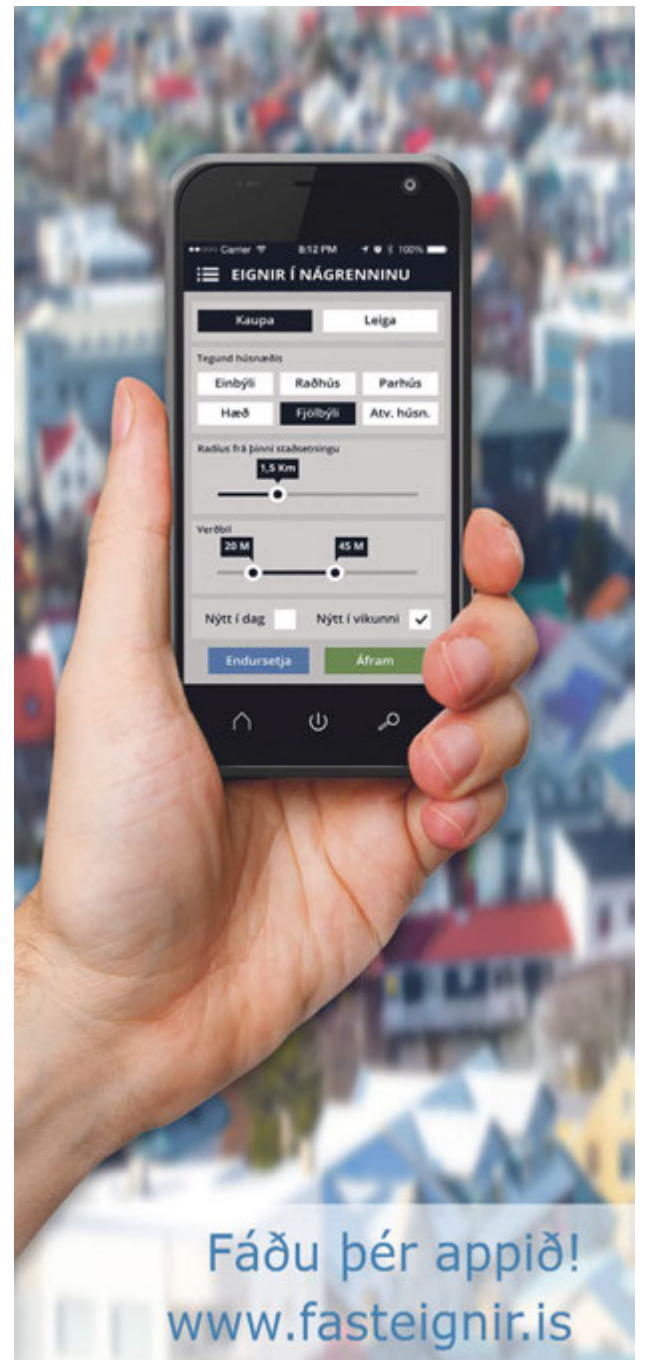 Carrier 8:12 PM 100%
EIGNIR Í NÁGRENNINU
Kaupa Leiga
Tegund húsnæðis
Einbýli Raðhús Parhús
Hæð Fjölbýli Atv. húsn.
Radíus frá þinni staðsetningu
1,5 Km
Verðbil
20 M 45 M
Nýtt í dag Nýtt í vikunni
Endursetja Áfram
Fáðu þér appið!
www.fasteignir.is